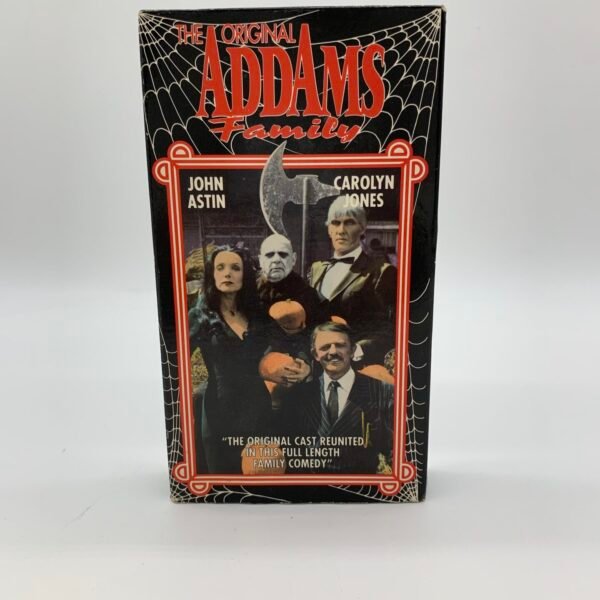 THE ORIGINAL
ADDAMS
Family
JOHN
ASTIN
CAROLYN
JONES
"THE ORIGINAL CAST REUNITED
IN THIS FULL LENGTH
FAMILY COMEDY"